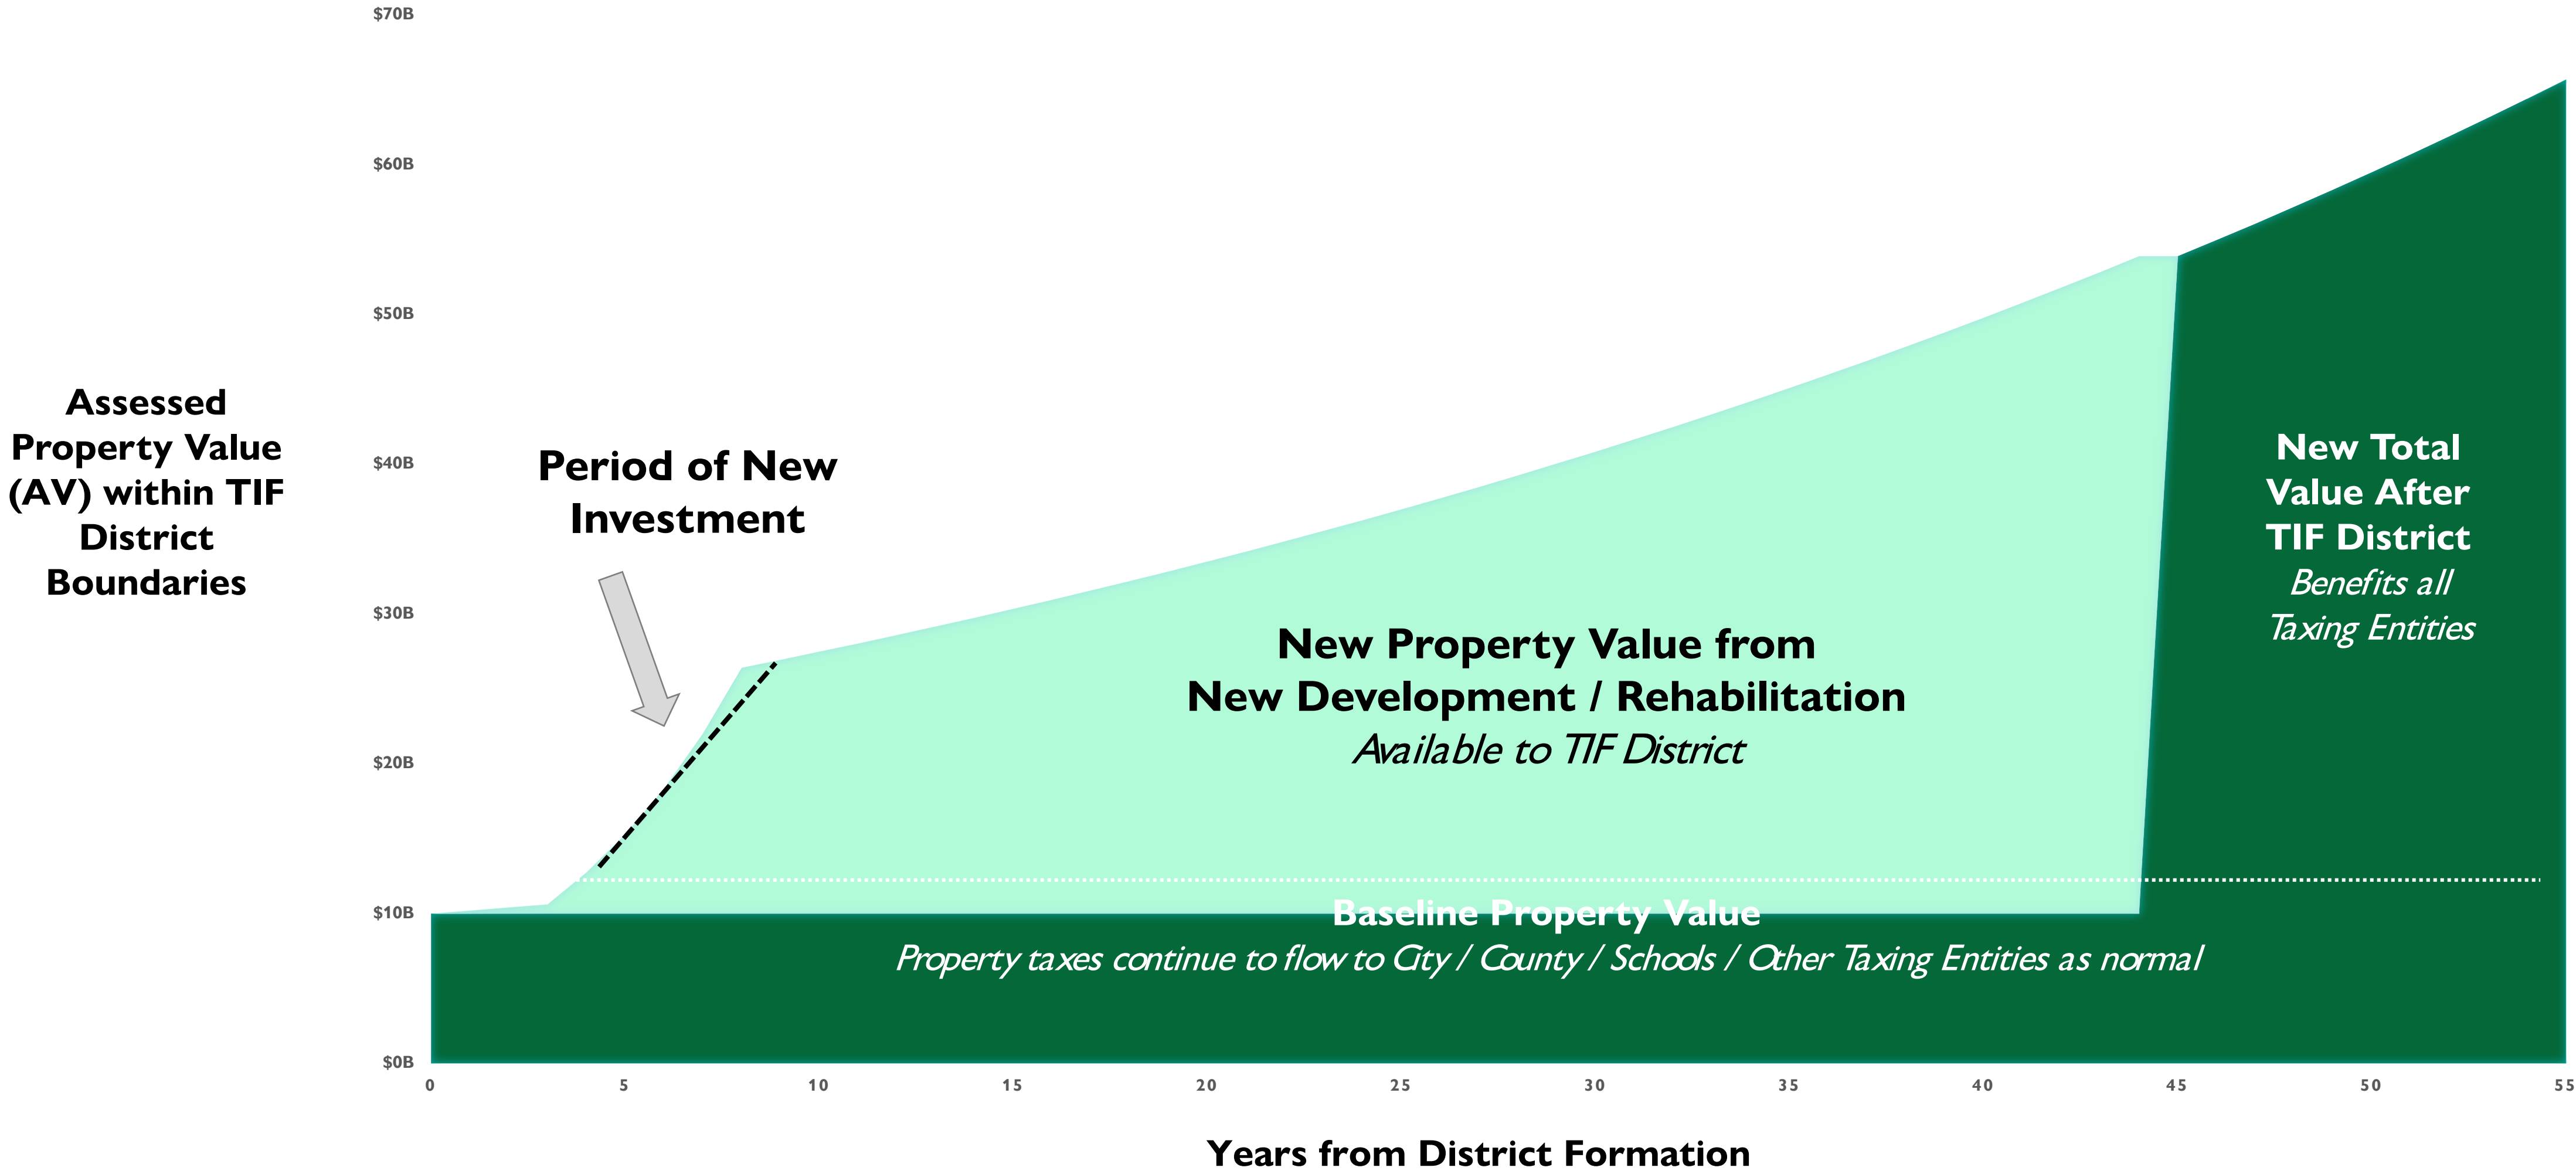 $70B
$60B
$50B
$40B
$30B
$20B
$10B
$0B
Assessed
Property Value
(AV) within TIF
District
Boundaries
Period of New
Investment
New Property Value from
New Development / Rehabilitation
Available to TIF District
New Total
Value After
TIF District
Benefits all
Taxing Entities
Baseline Property Value
Property taxes continue to flow to City / County / Schools / Other Taxing Entities as normal
0 5 10 15 20 25 30 35 40 45 50 55
Years from District Formation